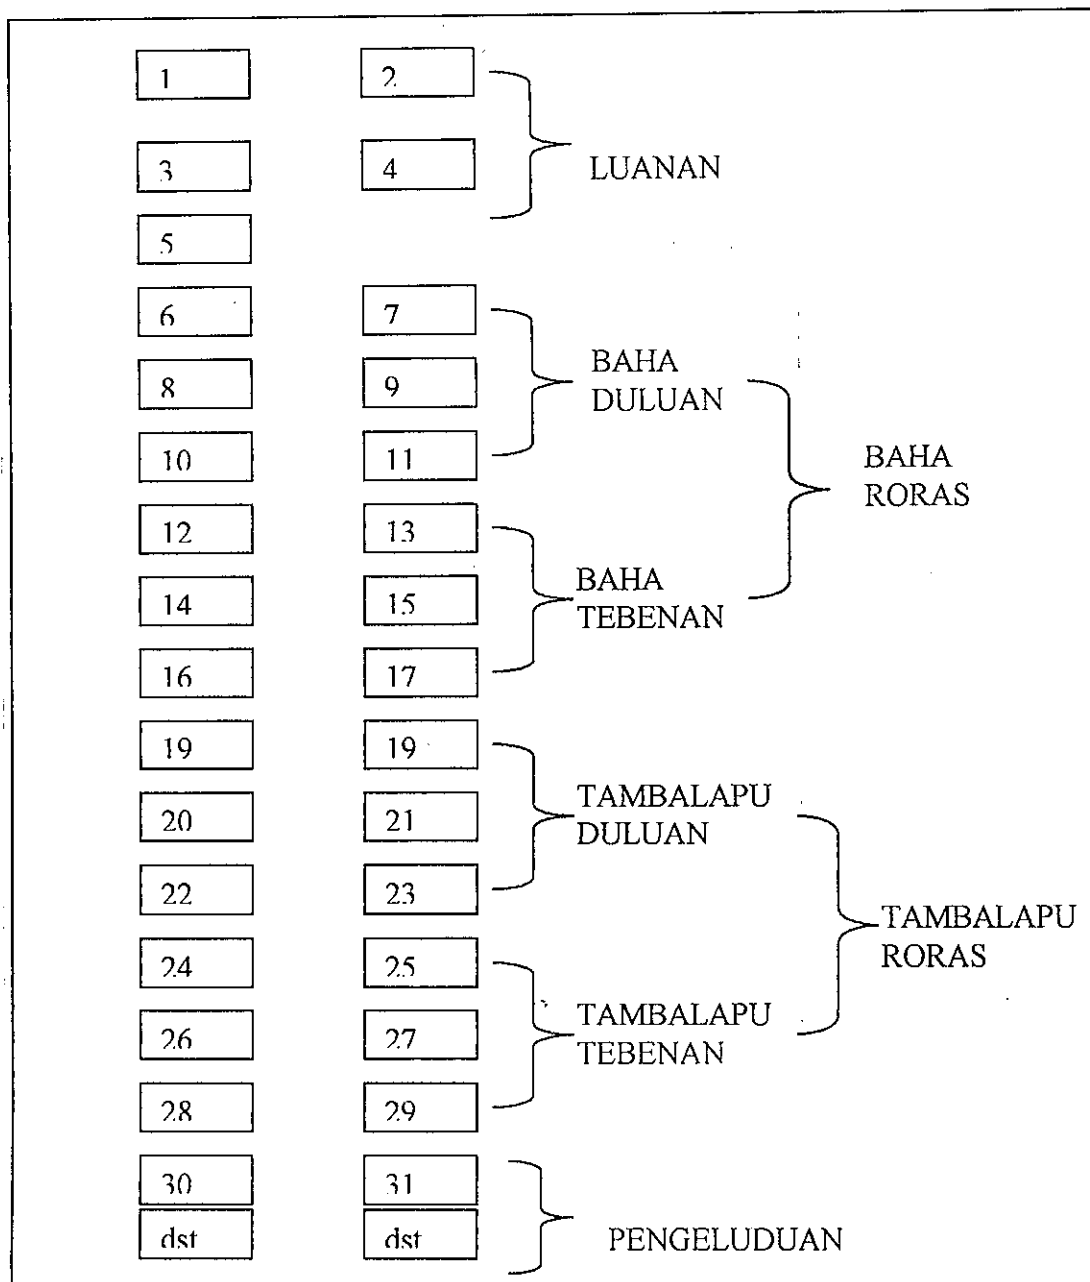 1 2
3 4
LUANAN
5
6 7
8 9
BAHA
DULUAN
10 11
BAHA
RORAS
12 13
14 15
BAHA
TEBENAN
16 17
19 19
20 21
TAMBALAPU
DULUAN
22 23
TAMBALAPU
RORAS
24 25
26 27
TAMBALAPU
TEBENAN
28 29
30 31
dst dst
PENGELUDUAN